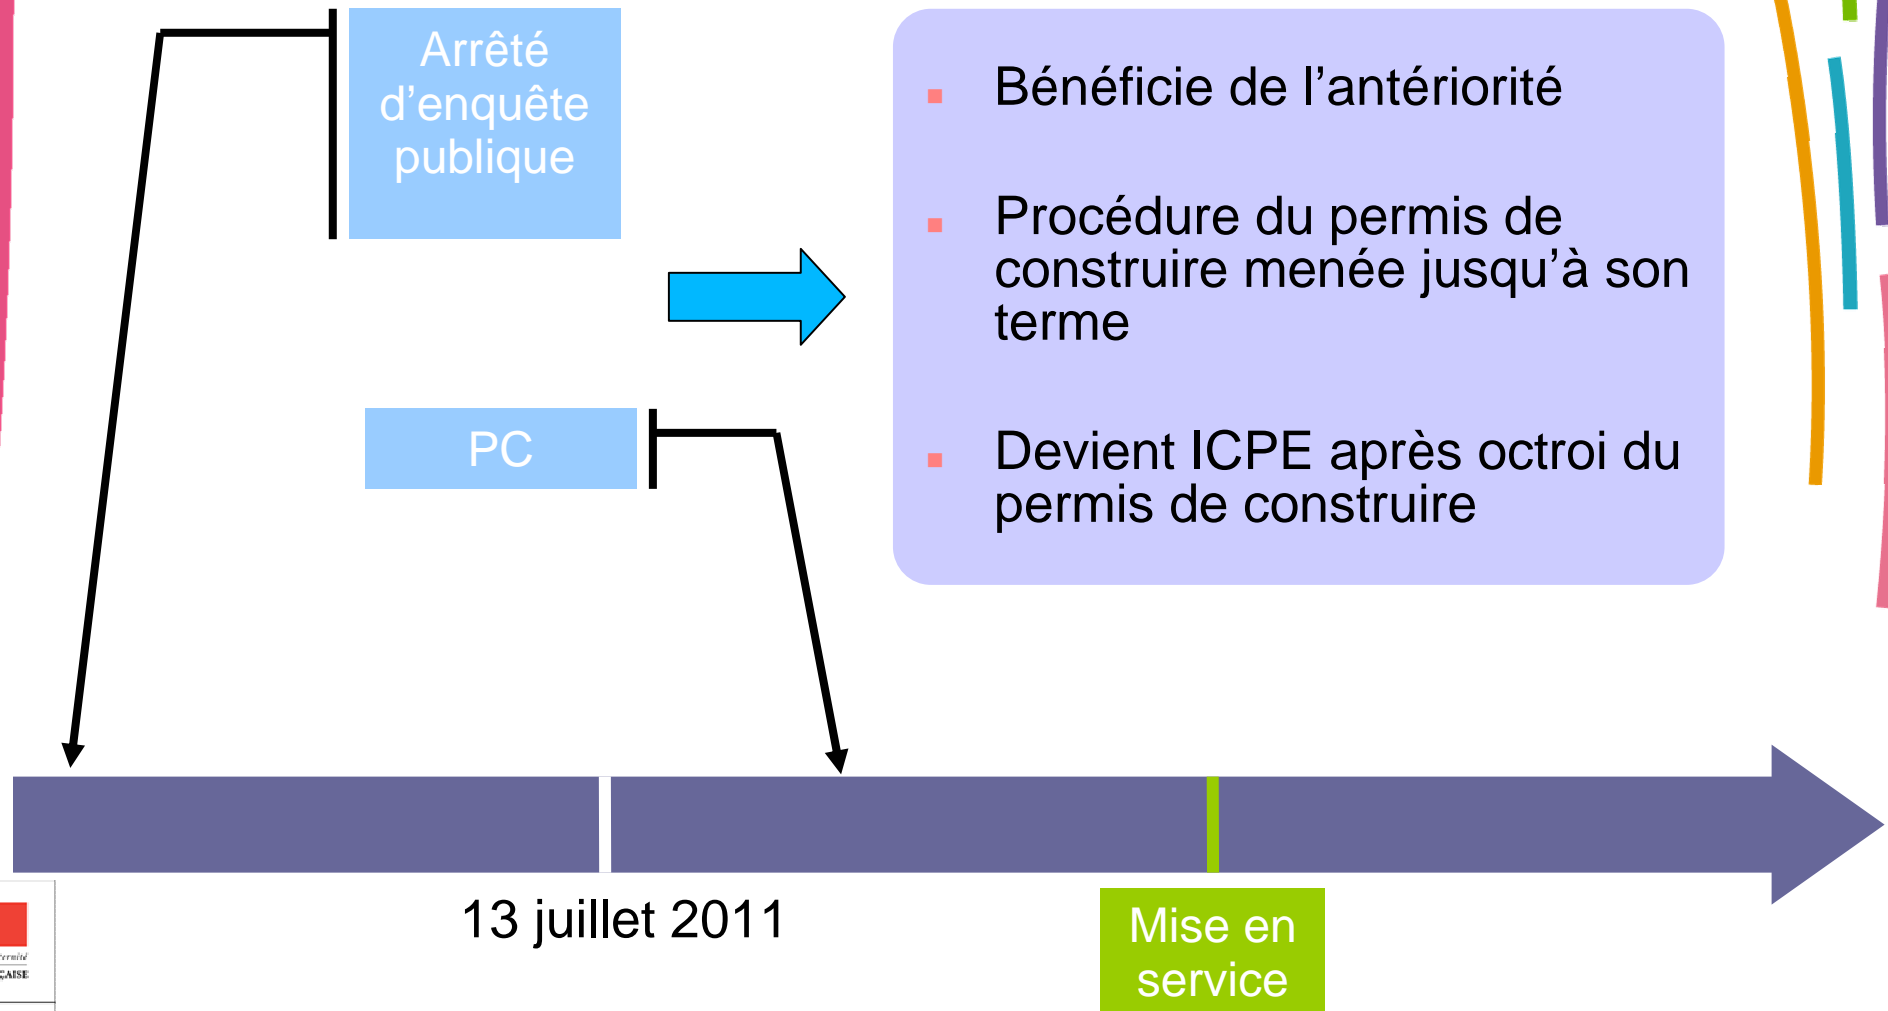 Arrêté
d’enquête
publique
Bénéficie de l’antériorité
Procédure du permis de
construire menée jusqu’à son
terme
PC
Devient ICPE après octroi du
permis de construire
13 juillet 2011
Mise en
service